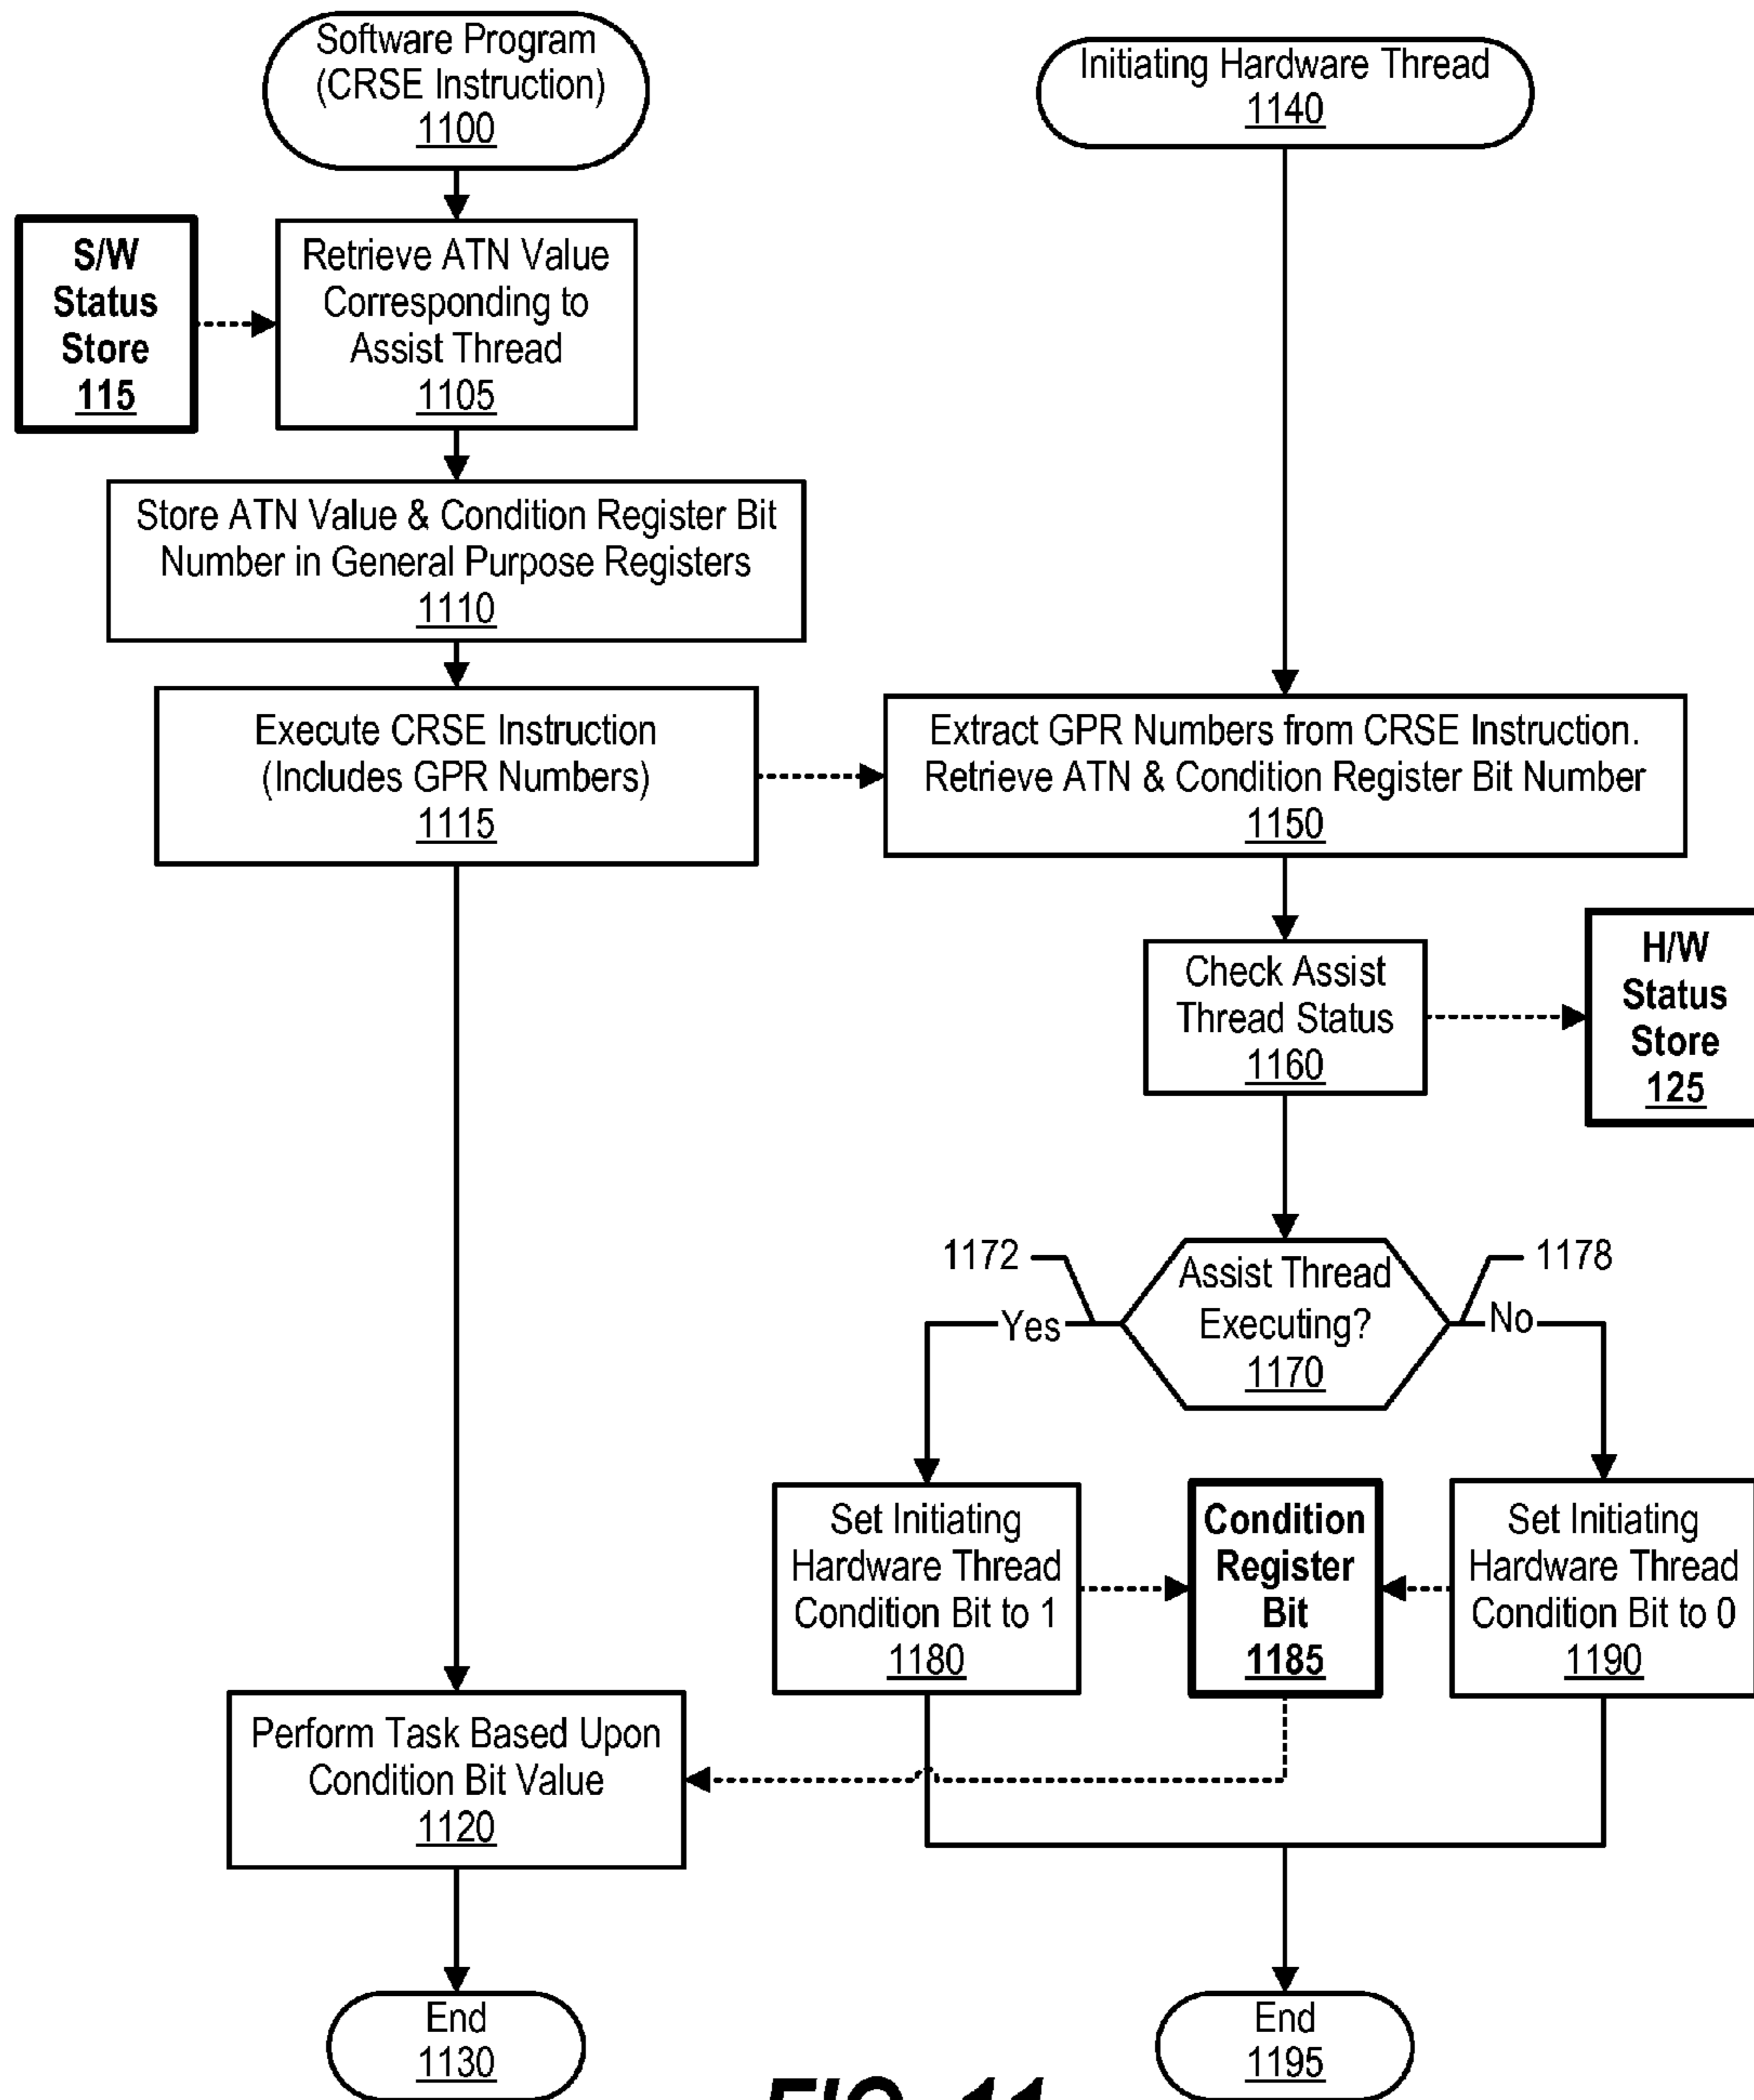 Software Program
(CRSE Instruction)
1100
Initiating Hardware Thread
1140
S/W
Status
Store
115
Retrieve ATN Value
Corresponding to
Assist Thread
1105
Store ATN Value & Condition Register Bit
Number in General Purpose Registers
1110
Execute CRSE Instruction
(Includes GPR Numbers)
1115
Extract GPR Numbers from CRSE Instruction.
Retrieve ATN & Condition Register Bit Number
1150
Check Assist
Thread Status
1160
H/W
Status
Store
125
1172
1178
Assist Thread
Executing?
1170
Yes
No
Set Initiating
Hardware Thread
Condition Bit to 1
1180
Condition
Register
Bit
1185
Set Initiating
Hardware Thread
Condition Bit to 0
1190
Perform Task Based Upon
Condition Bit Value
1120
End
1130
End
1195
FIG. 11